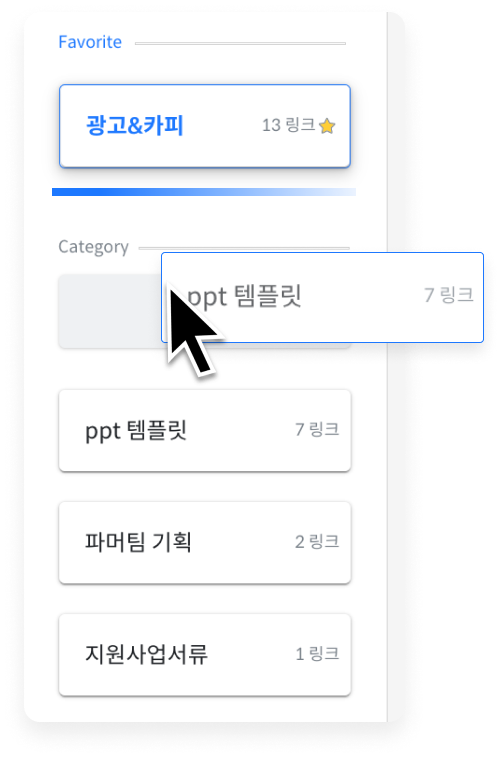 Favorite
광고&카피 13 링크
Category
ppt 템플릿 7 링크
ppt 템플릿 7 링크
파머팀 기획 2 링크
지원사업서류 1 링크